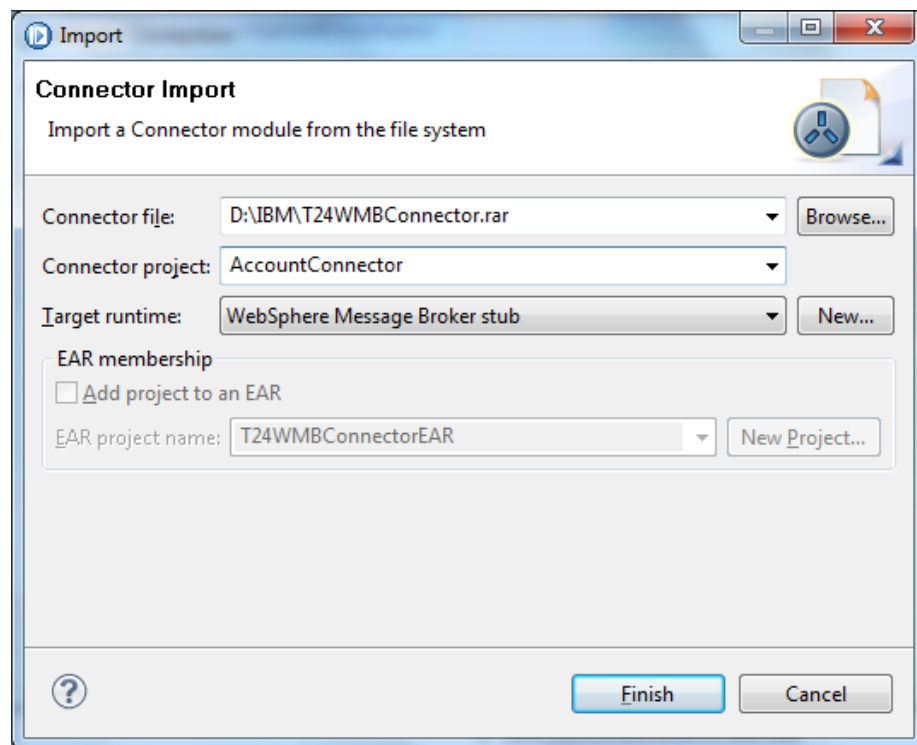 Import
Connector Import
Import a Connector module from the file system
Connector file: D:\IBM\T24WMBConnector.rar Browse...
Connector project: AccountConnector
Target runtime: WebSphere Message Broker stub New...
EAR membership
Add project to an EAR
EAR project name: T24WMBConnectorEAR New Project...
? Finish Cancel